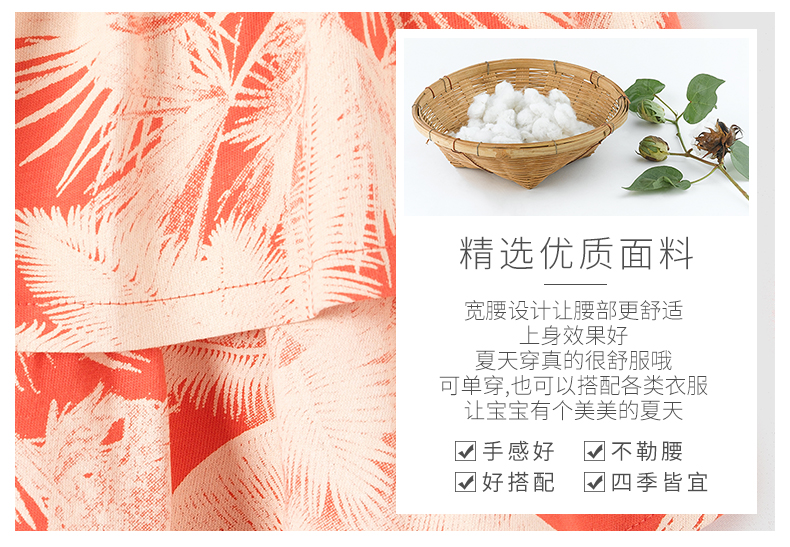 精选优质面料
宽腰设计让腰部更舒适
上身效果好
夏天穿真的很舒服哦
可单穿,也可以搭配各类衣服
让宝宝有个美美的夏天
手感好
不勒腰
好搭配
四季皆宜